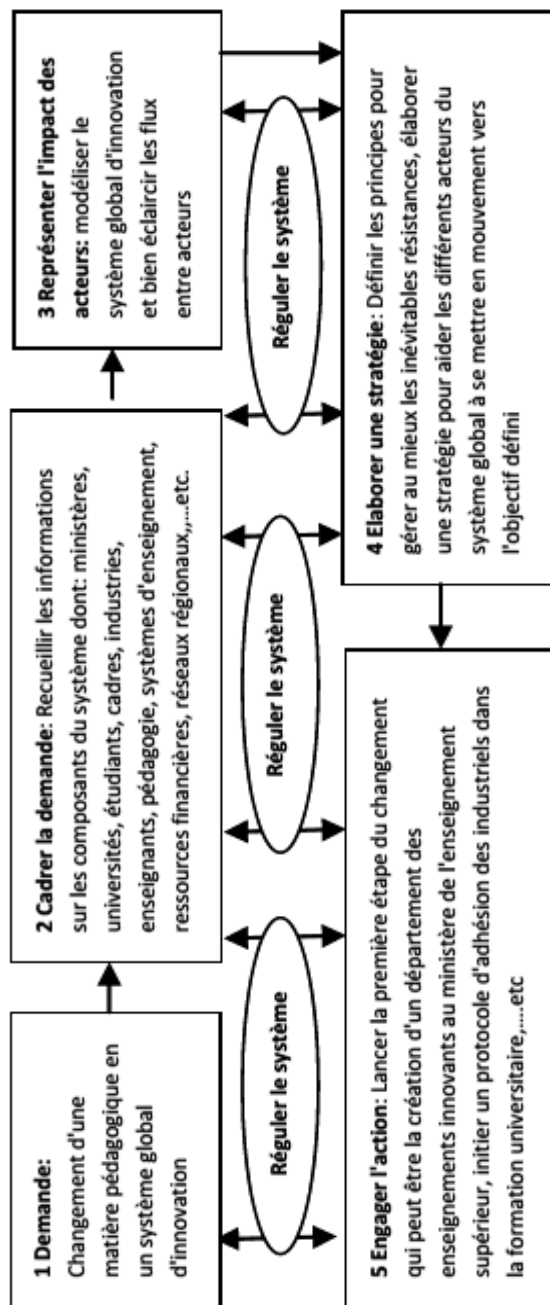 1 Demande:
Changement d'une
matière pédagogique en
un système global
d'innovation
2 Cadrer la demande: Recueillir les informations
sur les composants du système dont: ministères,
universités, étudiants, cadres, industries,
enseignants, pédagogie, systèmes d'enseignement,
ressources financières, réseaux régionaux,,...etc.
3 Représenter l'impact des
acteurs: modéliser le
système global d'innovation
et bien éclaircir les flux
entre acteurs
Réguler le système
Réguler le système
Réguler le système
4 Elaborer une stratégie: Définir les principes pour
gérer au mieux les inévitables résistances, élaborer
une stratégie pour aider les différents acteurs du
système global à se mettre en mouvement vers
l'objectif défini
5 Engager l'action: Lancer la première étape du changement
qui peut être la création d'un département des
enseignements innovants au ministère de l'enseignement
supérieur, initier un protocole d'adhésion des industriels dans
la formation universitaire,....etc